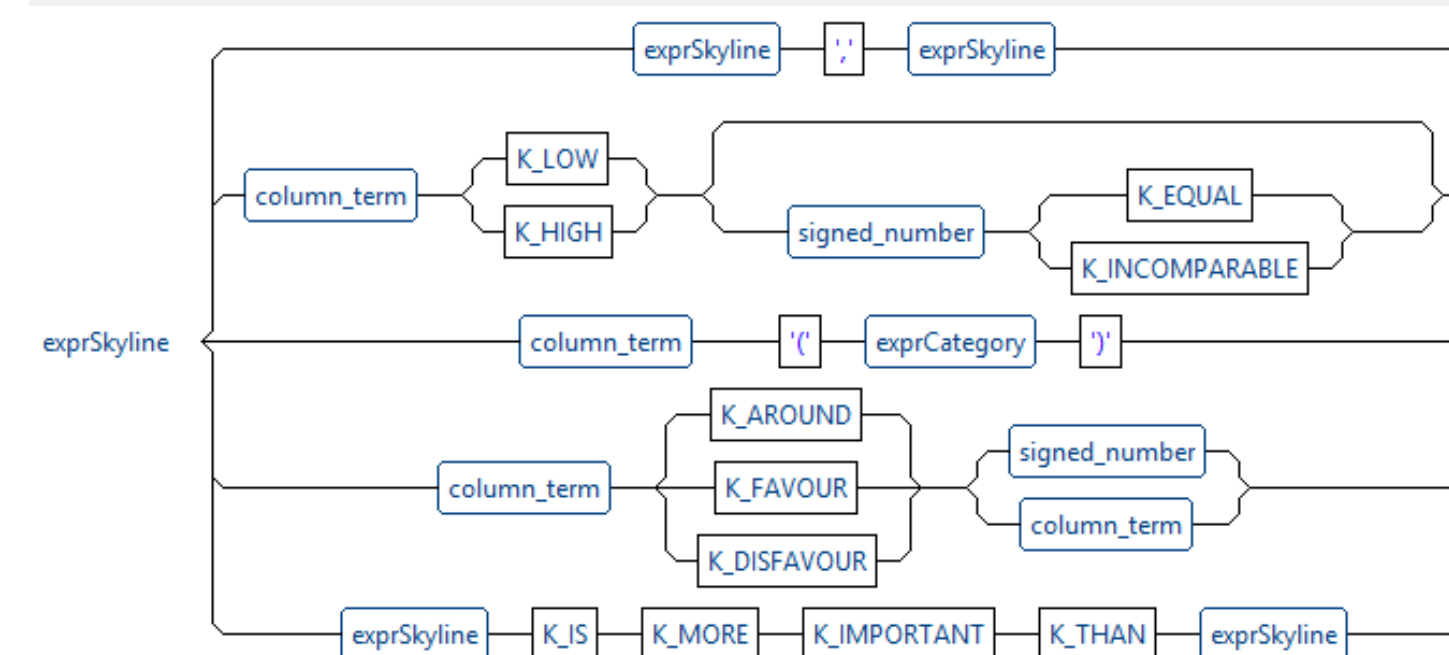 exprSkyline ',' exprSkyline
K_LOW
K_EQUAL
column_term
K_HIGH
signed_number
K_INCOMPARABLE
exprSkyline
column_term '(' exprCategory ')'
K_AROUND
signed_number
column_term
K_FAVOUR
column_term
K_DISFAVOUR
exprSkyline K_IS K_MORE K_IMPORTANT K_THAN exprSkyline